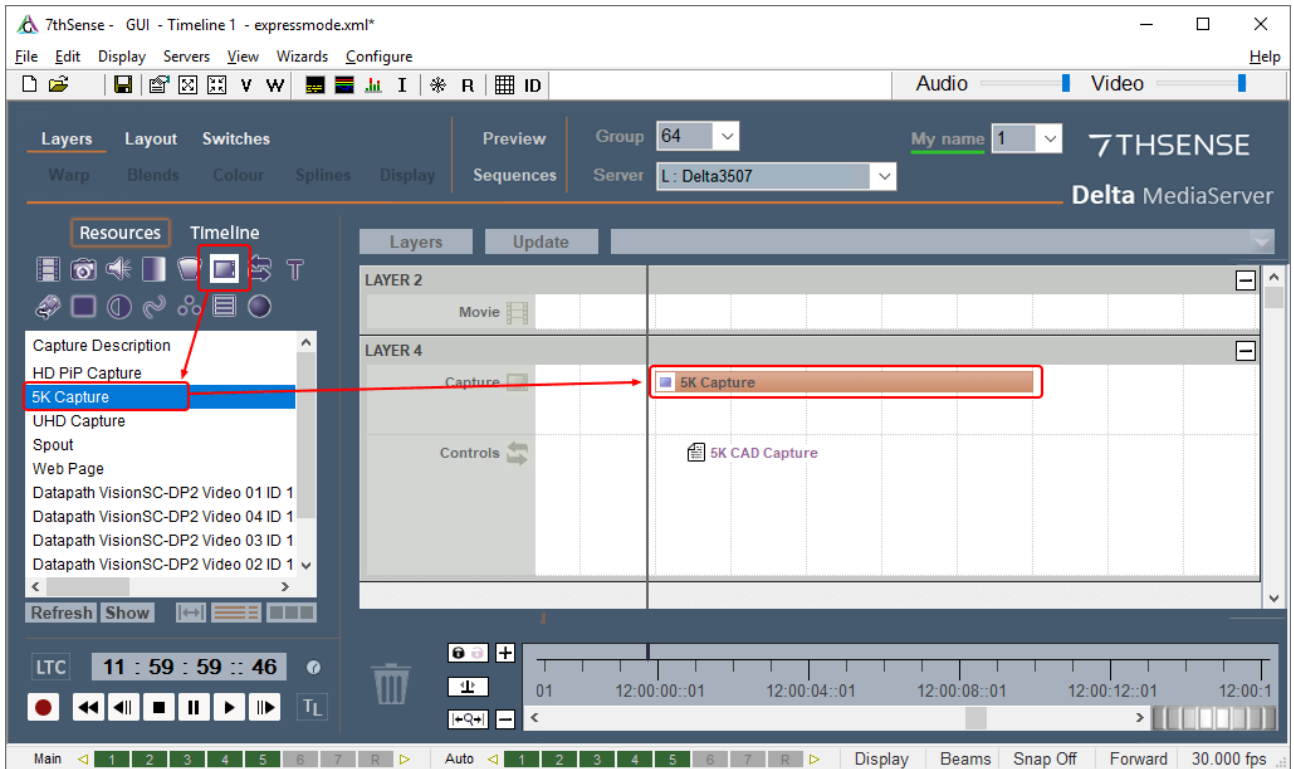 7thSense - GUI - Timeline 1 - expressmode.xml*
File Edit Display Servers View Wizards Configure Help
V W I R ID Audio Video
Layers Layout Switches Preview Group 64 My name 1 7THSENSE
Warp Blends Colour Splines Display Sequences Server L : Delta3507
Delta MediaServer
Resources Timeline
Layers Update
T
LAYER 2
Movie
Capture Description
LAYER 4
HD PiP Capture
Capture 5K Capture
5K Capture
UHD Capture
Spout
Controls 5K CAD Capture
Web Page
Datapath VisionSC-DP2 Video 01 ID 1
Datapath VisionSC-DP2 Video 04 ID 1
Datapath VisionSC-DP2 Video 03 ID 1
Datapath VisionSC-DP2 Video 02 ID 1
Refresh Show
LTC 11 : 59 : 59 :: 46
01 12:00:00::01 12:00:04::01 12:00:08::01 12:00:12::01 12:00:1
TL
Main 1 2 3 4 5 6 7 R Auto 1 2 3 4 5 6 7 R Display Beams Snap Off Forward 30.000 fps